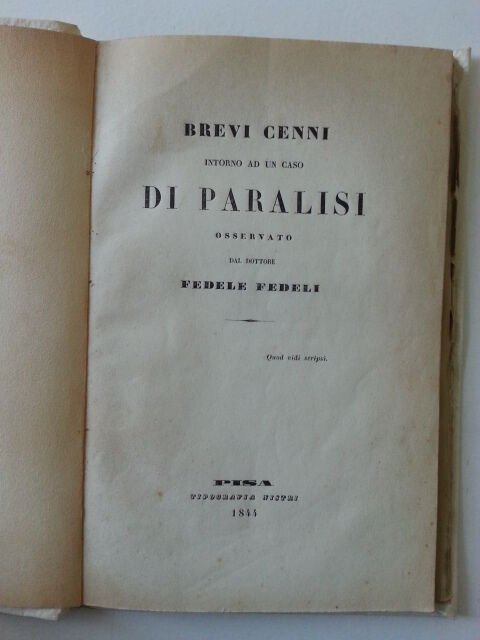 BREVI CENNI
INTORNO AD UN CASO
DI PARALISI
OSSERVATO
DAL DOTTORE
FEDELE FEDELI
Quod vidi scripsi.
PISA
TIPOGRAFIA NISTRI
1844